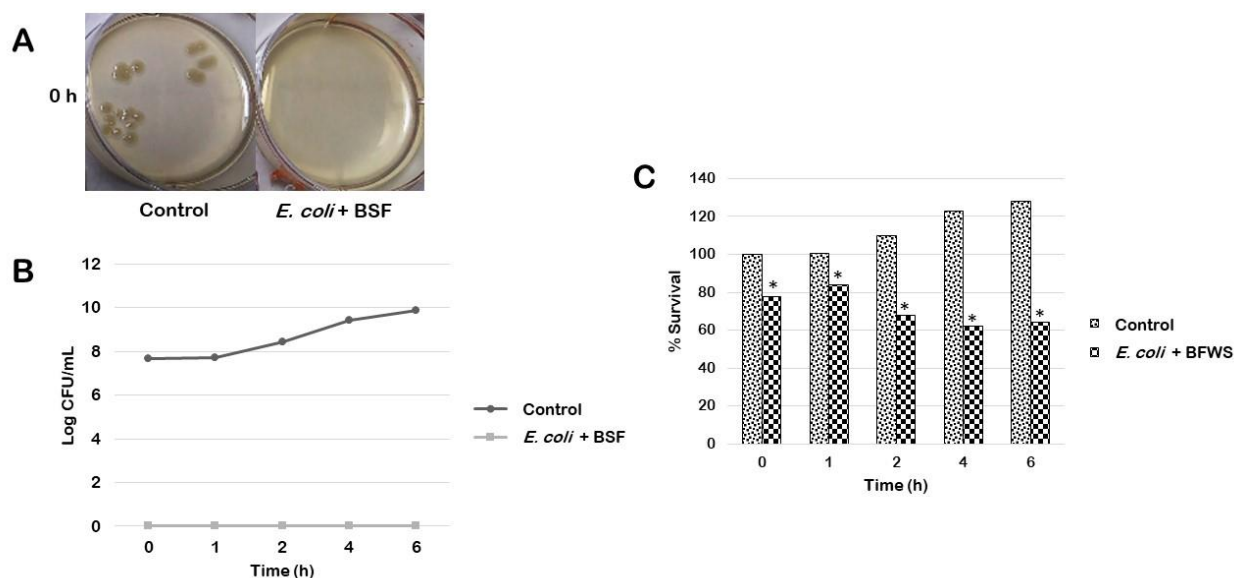 A
0 h
Control
E. coli + BSF
B
12
10
8
6
4
2
0
Log CFU/mL
0 1 2 4 6
Time (h)
Control
E. coli + BSF
C
140
120
100
80
60
40
20
0
% Survival
* * * * *
0 1 2 4 6
Time (h)
Control
E. coli + BFWS